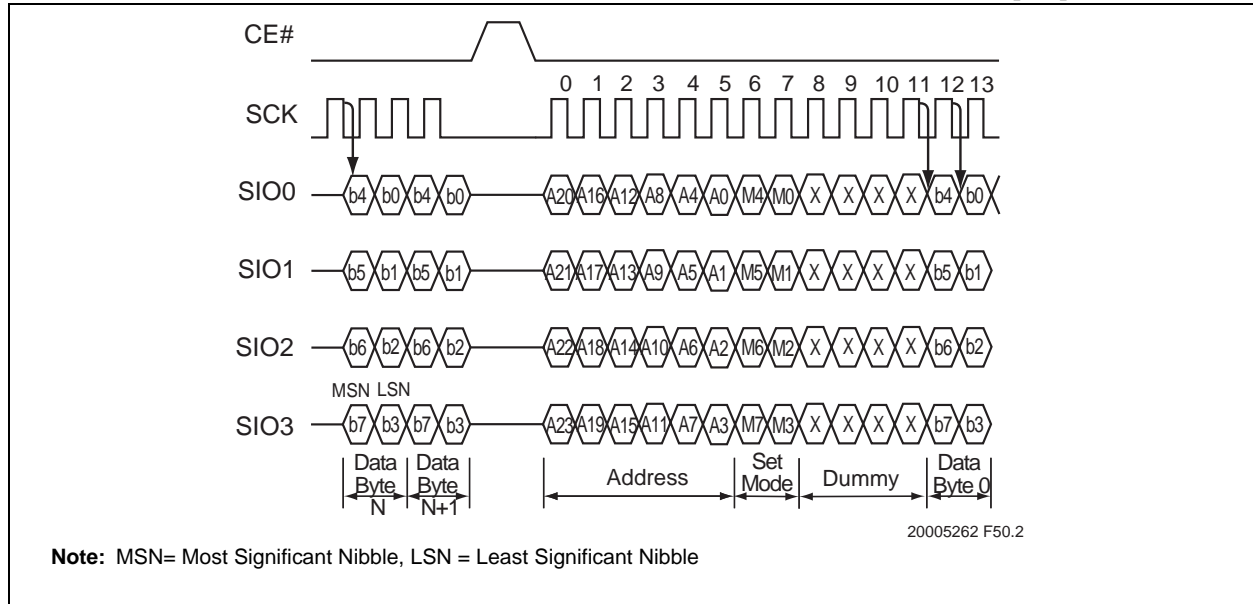 CE#
0 1 2 3 4 5 6 7 8 9 10 11 12 13
SCK
SIO0 b4 b0 b4 b0 A20 A16 A12 A8 A4 A0 M4 M0 X X X X b4 b0
SIO1 b5 b1 b5 b1 A21 A17 A13 A9 A5 A1 M5 M1 X X X X b5 b1
SIO2 b6 b2 b6 b2 A22 A18 A14 A10 A6 A2 M6 M2 X X X X b6 b2
MSN LSN
SIO3 b7 b3 b7 b3 A23 A19 A15 A11 A7 A3 M7 M3 X X X X b7 b3
Data Byte N
Data Byte N+1
Address
Set Mode
Dummy
Data Byte 0
20005262 F50.2
Note: MSN= Most Significant Nibble, LSN = Least Significant Nibble